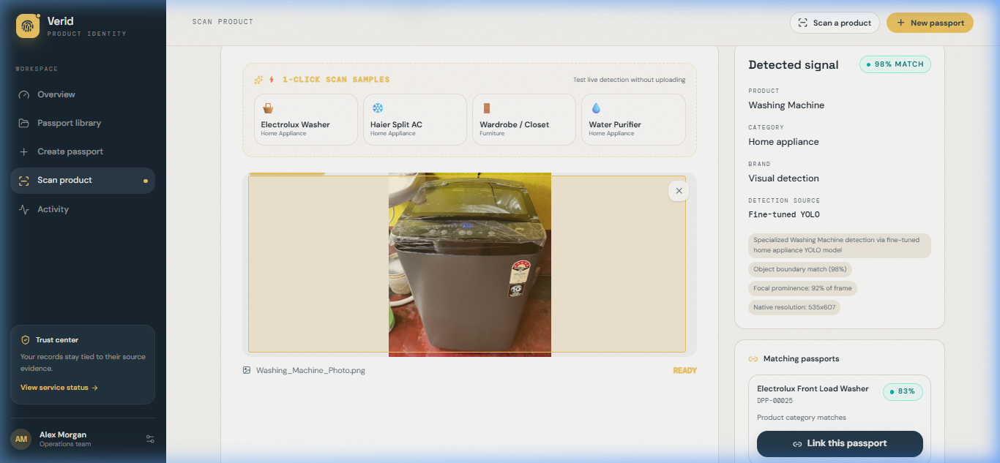 Verid
PRODUCT IDENTITY
WORKSPACE
Overview
Passport library
Create passport
Scan product
Activity
Trust center
Your records stay tied to their source
evidence.
View service status →
AM
Alex Morgan
Operations team
SCAN PRODUCT
Scan a product
New passport
1-CLICK SCAN SAMPLES
Test live detection without uploading
Electrolux Washer
Home Appliance
Haier Split AC
Home Appliance
Wardrobe / Closet
Furniture
Water Purifier
Home Appliance
10
Washing_Machine_Photo.png
READY
Detected signal
98% MATCH
PRODUCT
Washing Machine
CATEGORY
Home appliance
BRAND
Visual detection
DETECTION SOURCE
Fine-tuned YOLO
Specialized Washing Machine detection via fine-tuned
home appliance YOLO model
Object boundary match (98%)
Focal prominence: 92% of frame
Native resolution: 535x607
Matching passports
Electrolux Front Load Washer
83%
DPP-00025
Product category matches
Link this passport